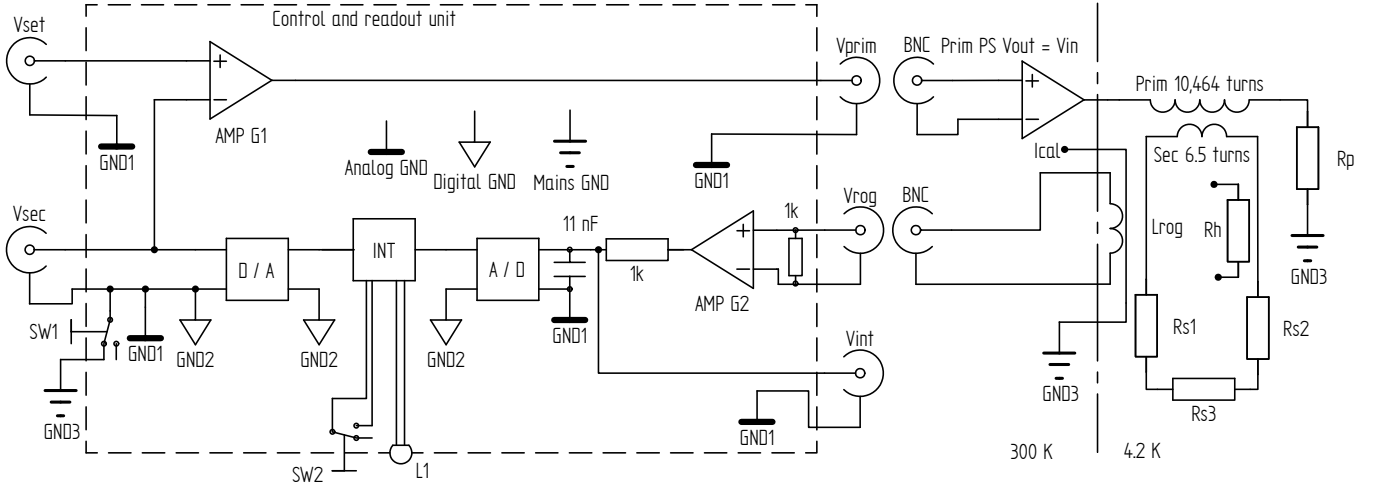 Control and readout unit
Vset
Vprim
BNC
Prim PS Vout = Vin
+
−
AMP G1
GND1
Analog GND
Digital GND
Mains GND
GND1
+
−
Prim 10,464 turns
Sec 6.5 turns
Rp
Ical
Vsec
D / A
INT
A / D
11 nF
1k
AMP G2
+
−
1k
Vrog
BNC
Lrog
Rh
GND3
SW1
GND1
GND2
GND2
GND2
GND1
Vint
Rs1
Rs2
GND3
GND3
GND1
Rs3
SW2
L1
300 K
4.2 K